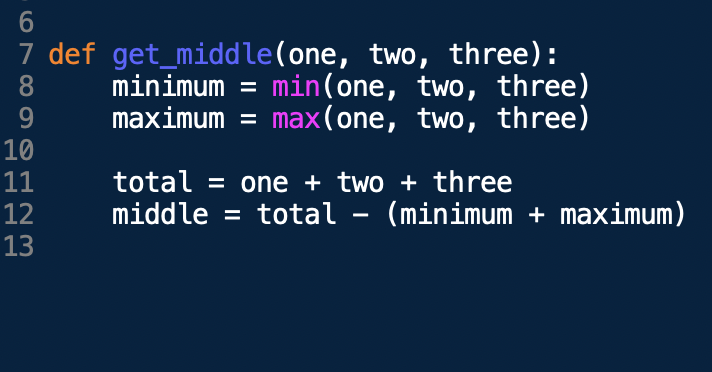 6
7 def get_middle(one, two, three):
8     minimum = min(one, two, three)
9     maximum = max(one, two, three)
10
11     total = one + two + three
12     middle = total - (minimum + maximum)
13